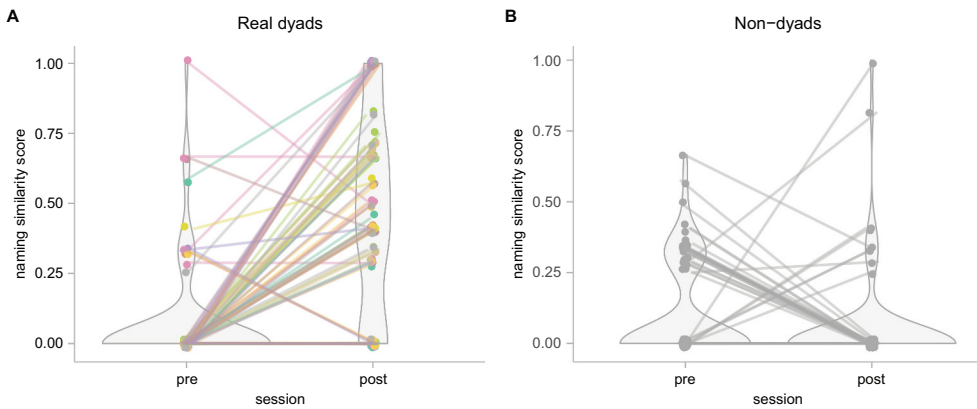 A
Real dyads
naming similarity score
1.00
0.75
0.50
0.25
0.00
pre
post
session
B
Non−dyads
naming similarity score
1.00
0.75
0.50
0.25
0.00
pre
post
session